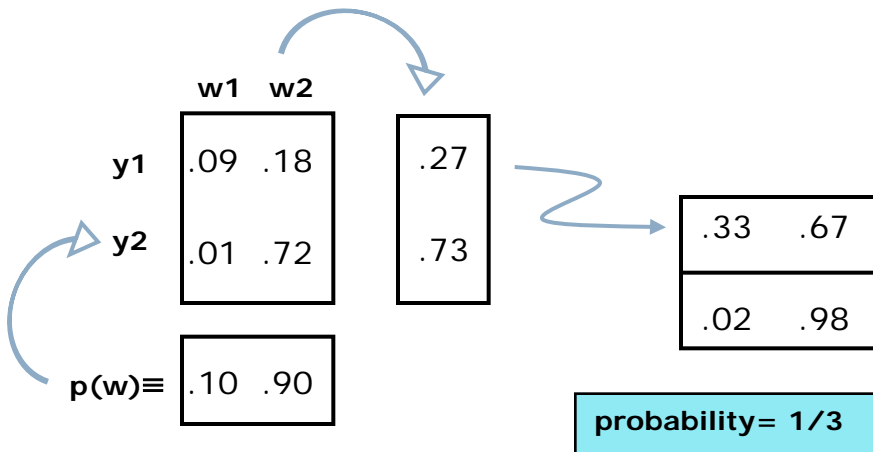 w1 w2
y1 .09 .18 .27
.33 .67
y2 .01 .72 .73
.02 .98
p(w)≡ .10 .90
probability= 1/3